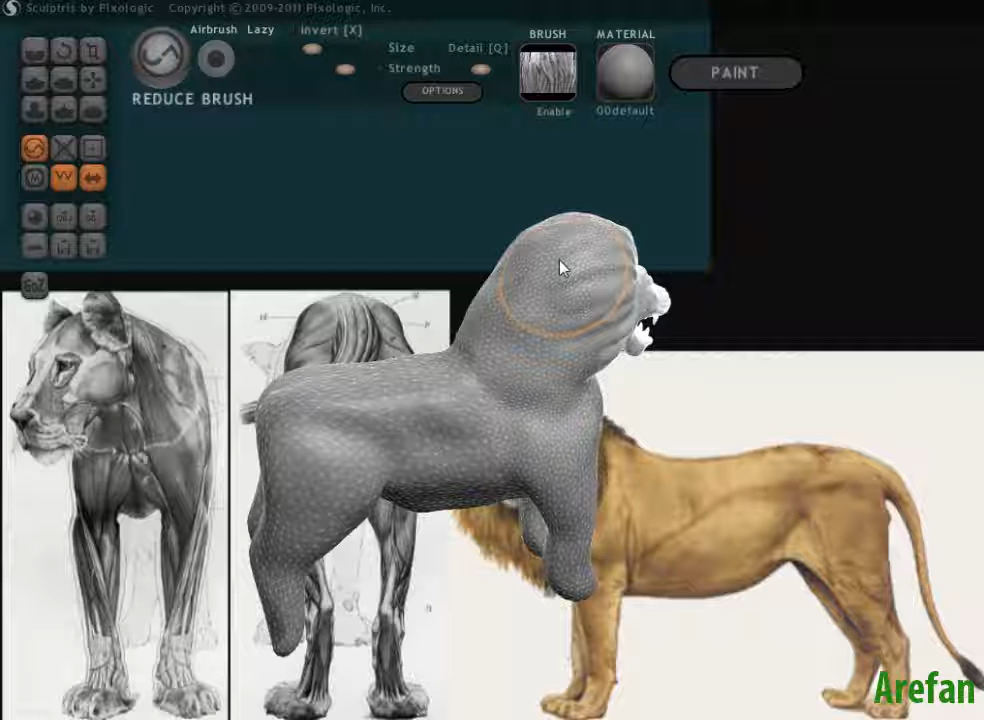 Sculptris by Pixologic Copyright © 2009-2011 Pixologic, Inc.
Airbrush Lazy Invert [X]
Size Detail [Q]
Strength
OPTIONS
REDUCE BRUSH
BRUSH MATERIAL
Enable 00default
PAINT
GoZ
Arefan